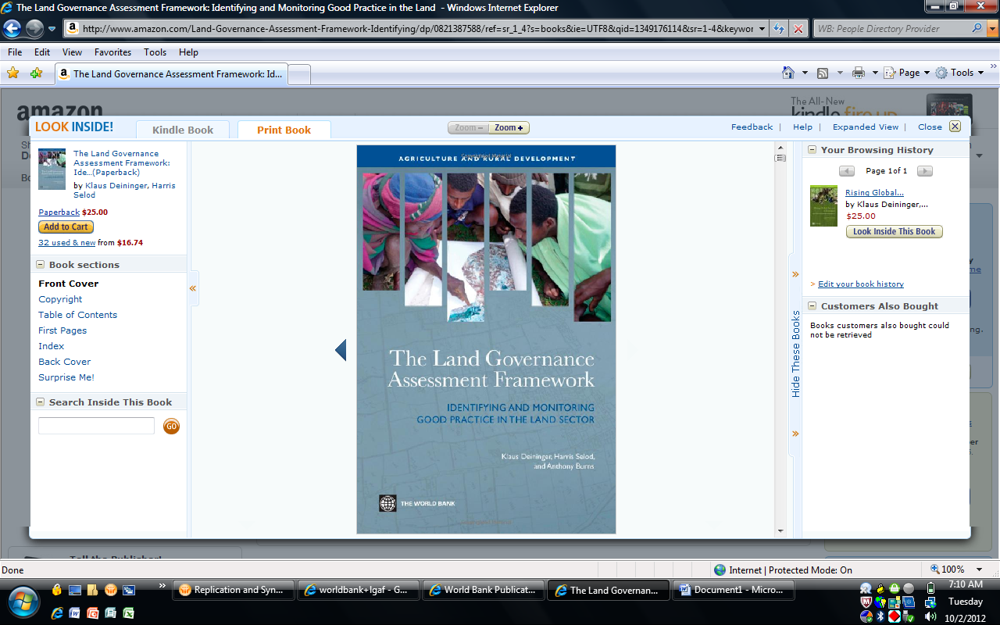 The Land Governance Assessment Framework: Identifying and Monitoring Good Practice in the Land - Windows Internet Explorer
http://www.amazon.com/Land-Governance-Assessment-Framework-Identifying/dp/0821387588/ref=sr_1_4?s=books&ie=UTF8&qid=1349176114&sr=1-4&keywor
WB: People Directory Provider
File Edit View Favorites Tools Help
The Land Governance Assessment Framework: Id...
Page Tools
amazon
The All-New
kindle fire HD
LOOK INSIDE!
Kindle Book
Print Book
Zoom −
Zoom +
Feedback | Help | Expanded View | Close
The Land Governance
Assessment Framework:
Ide...(Paperback)
by Klaus Deininger, Harris
Selod
Paperback $25.00
Add to Cart
32 used & new from $16.74
Book sections
Front Cover
Copyright
Table of Contents
First Pages
Index
Back Cover
Surprise Me!
Search Inside This Book
GO
AGRICULTURE AND RURAL DEVELOPMENT
The Land Governance
Assessment Framework
IDENTIFYING AND MONITORING
GOOD PRACTICE IN THE LAND SECTOR
Klaus Deininger, Harris Selod,
and Anthony Burns
THE WORLD BANK
Hide These Books
Your Browsing History
Page 1 of 1
Rising Global...
by Klaus Deininger,...
$25.00
Look Inside This Book
> Edit your book history
Customers Also Bought
Books customers also bought could
not be retrieved
Tell the Publisher!
Done
Internet | Protected Mode: On
100%
Replication and Syn...
worldbank+lgaf - G...
World Bank Publicat...
The Land Governan...
Document1 - Micro...
7:10 AM
Tuesday
10/2/2012